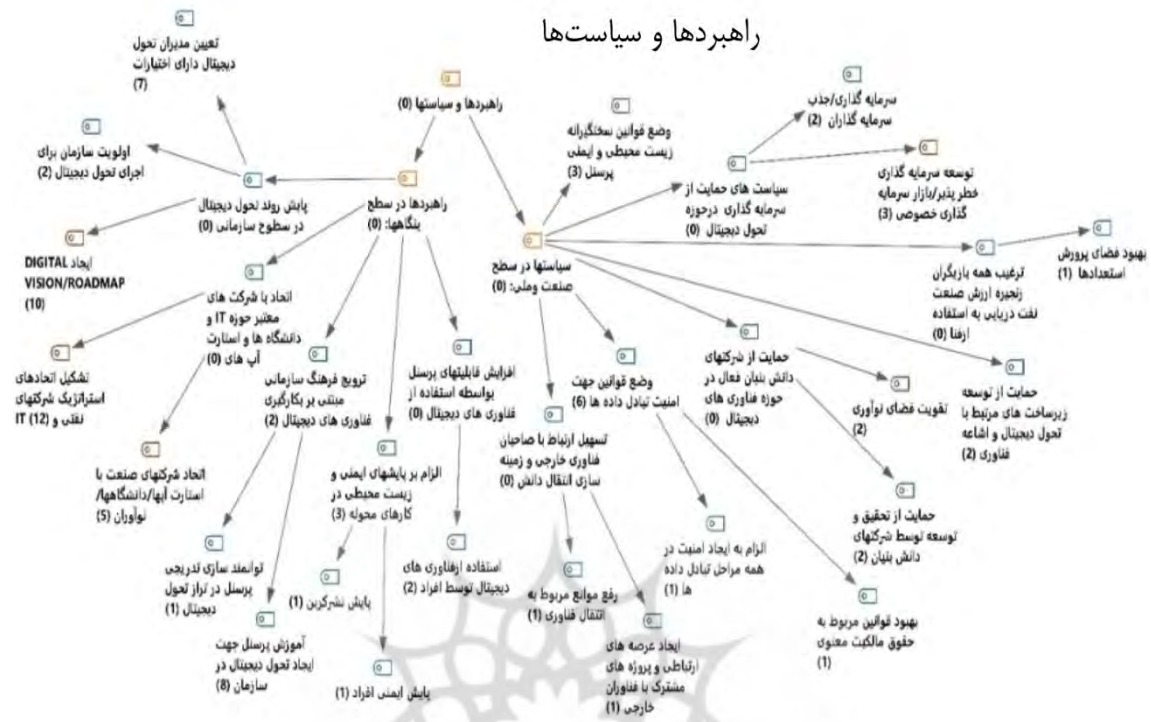 راهبردها و سیاست‌ها
راهبردها و سیاستها (0)
تعیین مدیران تحول
دیجیتال دارای اختیارات
(7)
اولویت سازمان برای
اجرای تحول دیجیتال (2)
پایش روند تحول دیجیتال
در سطوح سازمانی (0)
راهبردها در سطح
بنگاهها: (0)
ایجاد DIGITAL
VISION/ROADMAP
(10)
اتحاد با شرکت های
معتبر حوزه IT و
دانشگاه ها و استارت
آپ های (0)
تشکیل اتحادهای
استراتژیک شرکتهای
نفتی و IT (12)
اتحاد شرکتهای صنعت با
استارت آپها/دانشگاهها/
نوآوران (5)
ترویج فرهنگ سازمانی
مبتنی بر بکارگیری
فناوری های دیجیتال (2)
توانمند سازی تدریجی
پرسنل در تراز تحول
دیجیتال (1)
آموزش پرسنل جهت
ایجاد تحول دیجیتال در
سازمان (8)
الزام بر پایشهای ایمنی و
زیست محیطی در
کارهای محوله (3)
پایش نشرکربن (1)
پایش ایمنی افراد (1)
افزایش قابلیتهای پرسنل
بواسطه استفاده از
فناوری های دیجیتال (0)
استفاده ازفناوری های
دیجیتال توسط افراد (2)
وضع قوانین سختگیرانه
زیست محیطی و ایمنی
پرسنل (3)
سیاستها در سطح
صنعت وملی: (0)
سیاست های حمایت از
سرمایه گذاری درحوزه
تحول دیجیتال (0)
سرمایه گذاری/جذب
سرمایه گذاران (2)
توسعه سرمایه گذاری
خطر پذیر/بازار سرمایه
گذاری خصوصی (3)
ترغیب همه بازیگران
زنجیره ارزش صنعت
نفت دریایی به استفاده
ازفنا (0)
بهبود فضای پرورش
استعدادها (1)
حمایت از توسعه
زیرساخت های مرتبط با
تحول دیجیتال و اشاعه
فناوری (2)
حمایت از شرکتهای
دانش بنیان فعال در
حوزه فناوری های
دیجیتال (0)
تقویت فضای نوآوری
(2)
حمایت از تحقیق و
توسعه توسط شرکتهای
دانش بنیان (2)
وضع قوانین جهت
امنیت تبادل داده ها (6)
الزام به ایجاد امنیت در
همه مراحل تبادل داده
ها (1)
بهبود قوانین مربوط به
حقوق مالکیت معنوی
(1)
تسهیل ارتباط با صاحبان
فناوری خارجی و زمینه
سازی انتقال دانش (0)
رفع موانع مربوط به
انتقال فناوری (1)
ایجاد عرصه های
ارتباطی و پروژه های
مشترک با فناوران
خارجی (1)